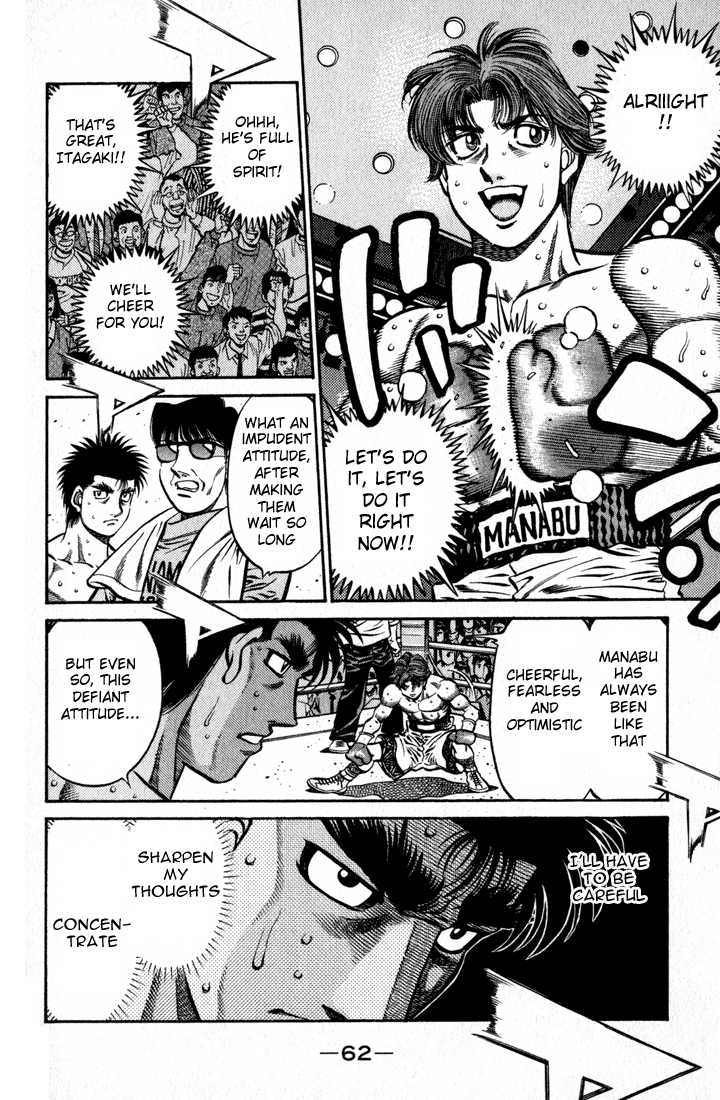 ALRIIIGHT
!!
OHHH,
HE'S FULL
OF
SPIRIT!
THAT'S
GREAT,
ITAGAKI!!
WE'LL
CHEER
FOR YOU!
LET'S DO
IT, LET'S
DO IT
RIGHT
NOW!!
MANABU
WHAT AN
IMPUDENT
ATTITUDE,
AFTER
MAKING
THEM
WAIT SO
LONG
MANABU
HAS
ALWAYS
BEEN
LIKE
THAT
CHEERFUL,
FEARLESS
AND
OPTIMISTIC
BUT EVEN
SO, THIS
DEFIANT
ATTITUDE...
I'LL HAVE
TO BE
CAREFUL
SHARPEN
MY
THOUGHTS
CONCEN-
TRATE
—62—